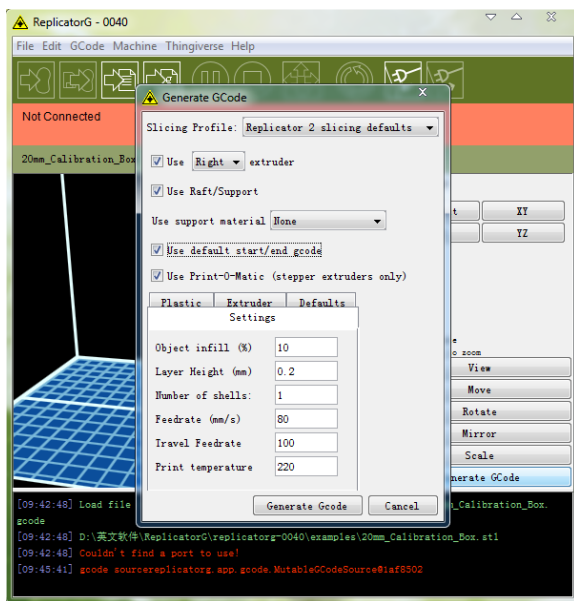 ReplicatorG - 0040
File Edit GCode Machine Thingiverse Help
Generate GCode
Not Connected
Slicing Profile: Replicator 2 slicing defaults
20mm_Calibration_Box
Use Right extruder
Use Raft/Support
Use support material None
XY
YZ
Use default start/end gcode
Use Print-O-Matic (stepper extruders only)
Plastic Extruder Defaults
Settings
Object infill (%) 10
Layer Height (mm) 0.2
Number of shells: 1
Feedrate (mm/s) 80
Travel Feedrate 100
Print temperature 220
zoom
View
Move
Rotate
Mirror
Scale
nerate GCode
Generate Gcode Cancel
[09:42:48] Load file n_Calibration_Box.
gcode
[09:42:48] D:\英文软件\ReplicatorG\replicatorg-0040\examples\20mm_Calibration_Box.stl
[09:42:48] Couldn't find a port to use!
[09:45:41] gcode sourcereplicatorg.app.gcode.MutableGCodeSource@1af8502